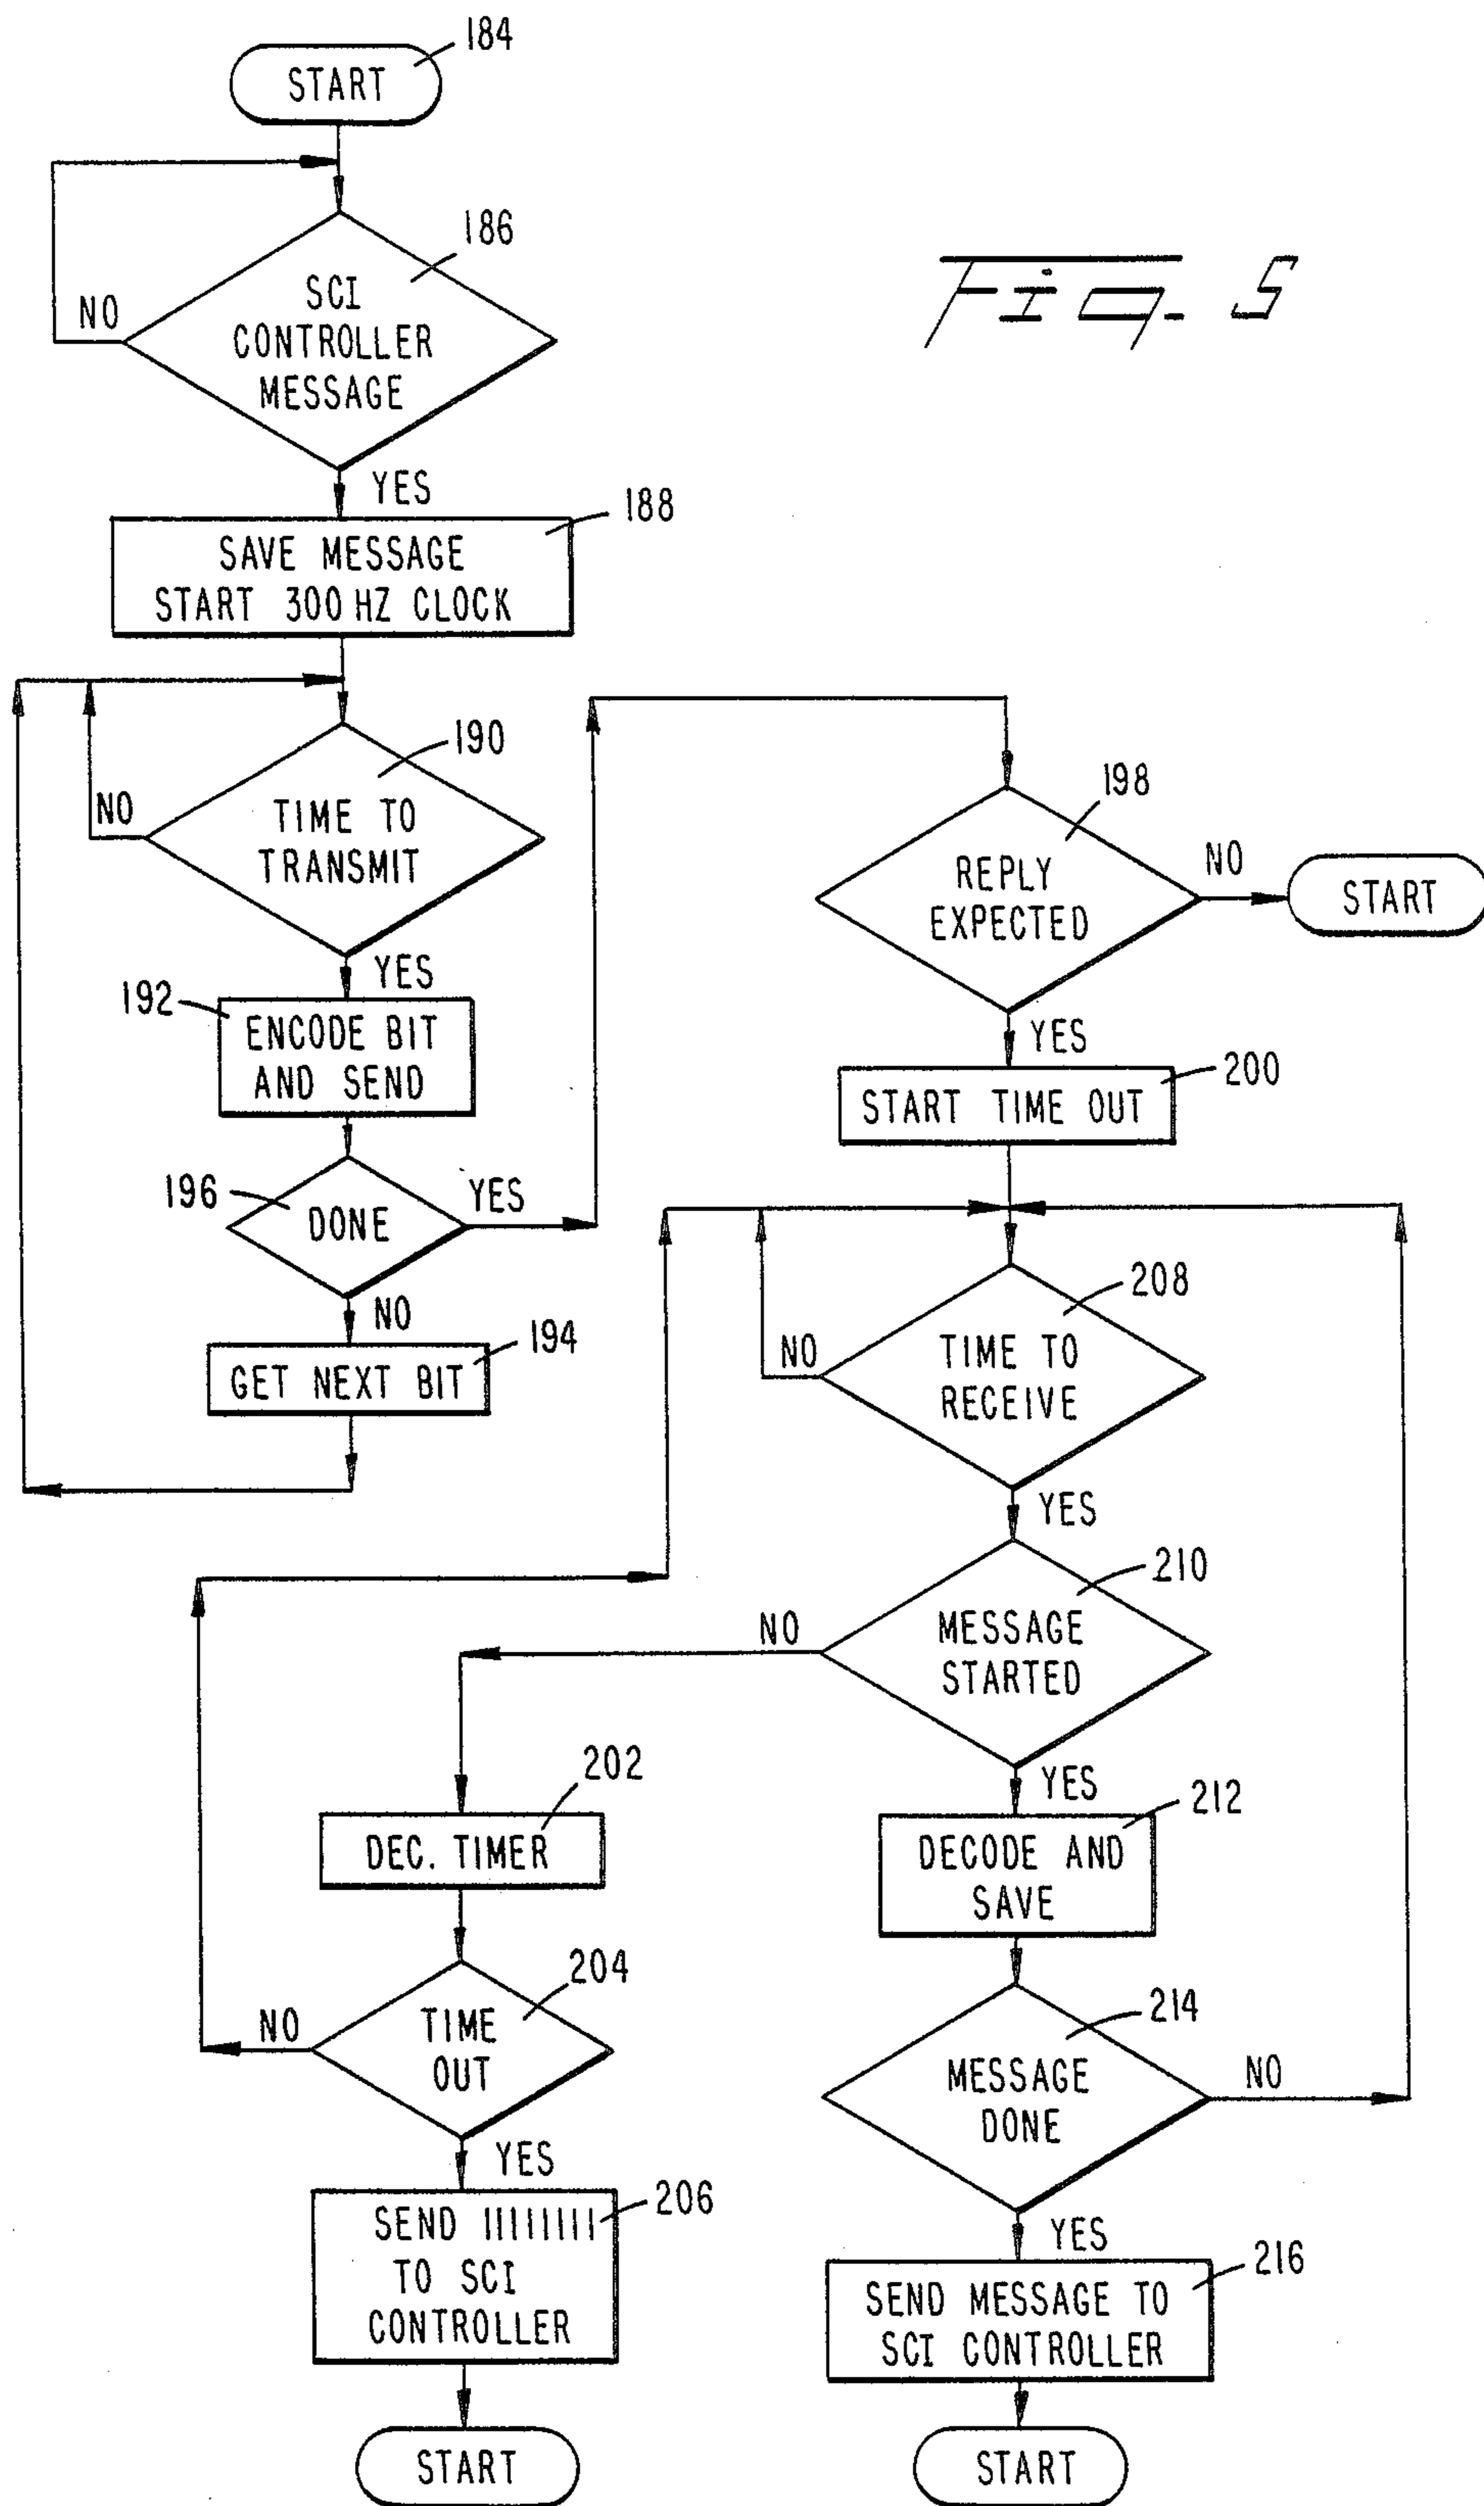 184
START
186
SCI
CONTROLLER
MESSAGE
NO
YES
188
SAVE MESSAGE
START 300 HZ CLOCK
190
TIME TO
TRANSMIT
NO
YES
192
ENCODE BIT
AND SEND
196
DONE
YES
NO
194
GET NEXT BIT
Fig. 5
198
REPLY
EXPECTED
NO
START
YES
200
START TIME OUT
208
TIME TO
RECEIVE
NO
YES
210
MESSAGE
STARTED
NO
YES
202
DEC. TIMER
204
TIME
OUT
NO
YES
206
SEND 11111111
TO SCI
CONTROLLER
START
212
DECODE AND
SAVE
214
MESSAGE
DONE
NO
YES
216
SEND MESSAGE TO
SCI CONTROLLER
START